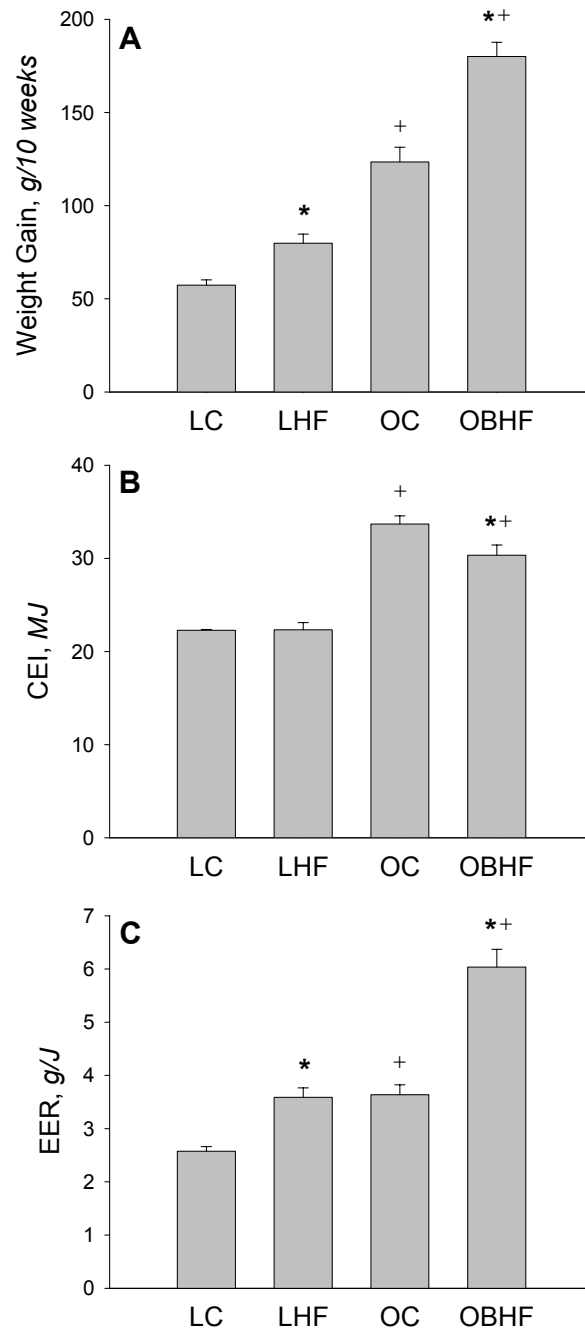 A
Weight Gain, g/10 weeks
200
150
100
50
0
*
+
*+
LC LHF OC OBHF
B
CEI, MJ
40
30
20
10
0
+
*+
LC LHF OC OBHF
C
EER, g/J
7
6
5
4
3
2
1
0
*
+
*+
LC LHF OC OBHF